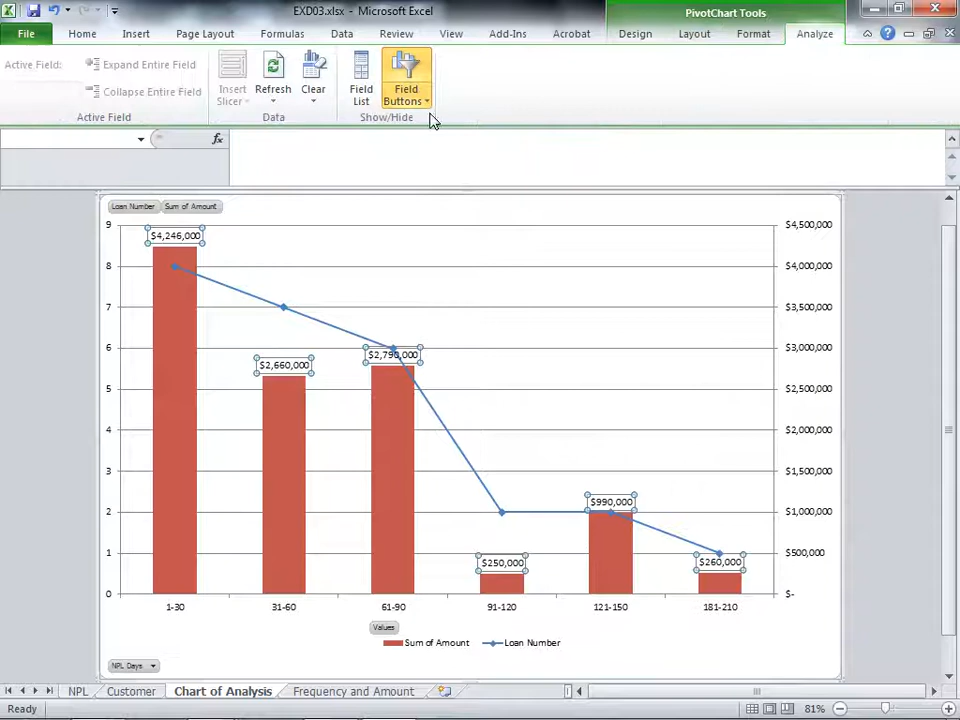 EXD03.xlsx - Microsoft Excel
PivotChart Tools
File Home Insert Page Layout Formulas Data Review View Add-Ins Acrobat Design Layout Format Analyze
Active Field:
Expand Entire Field
Collapse Entire Field
Active Field
Insert
Slicer
Refresh
Clear
Data
Field
List
Field
Buttons
Show/Hide
fx
Loan Number Sum of Amount
9 $4,500,000
$4,246,000
8 $4,000,000
7 $3,500,000
6 $3,000,000
$2,790,000
$2,660,000
5 $2,500,000
4 $2,000,000
3 $1,500,000
$990,000
2 $1,000,000
1 $500,000
$250,000 $260,000
0 $-
1-30 31-60 61-90 91-120 121-150 181-210
Values
Sum of Amount Loan Number
NPL Days
NPL Customer Chart of Analysis Frequency and Amount
Ready 81%